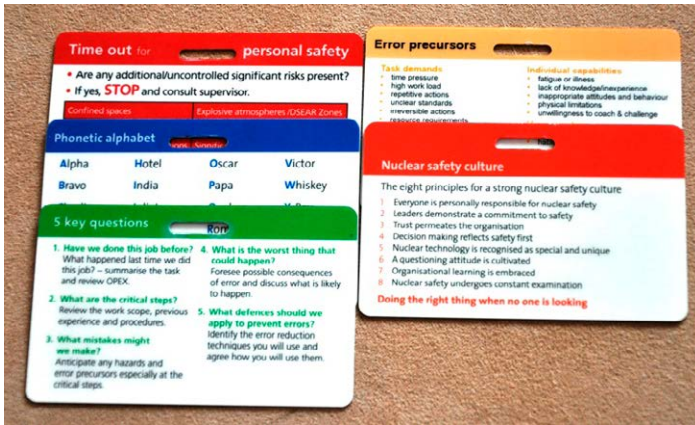 Time out for personal safety
• Are any additional/uncontrolled significant risks present?
• If yes, STOP and consult supervisor.
Confined spaces Explosive atmospheres /DSEAR Zones
Phonetic alphabet
Alpha Hotel Oscar Victor
Bravo India Papa Whiskey
5 key questions
1. Have we done this job before?
What happened last time we did
this job? – summarise the task
and review OPEX.
2. What are the critical steps?
Review the work scope, previous
experience and procedures.
3. What mistakes might
we make?
Anticipate any hazards and
error precursors especially at the
critical steps
4. What is the worst thing that
could happen?
Foresee possible consequences
of error and discuss what is likely
to happen.
5. What defences should we
apply to prevent errors?
Identify the error reduction
techniques you will use and
agree how you will use them.
Error precursors
Task demands
• time pressure
• high work load
• repetitive actions
• unclear standards
• irreversible actions
resource requirements
Individual capabilities
• fatigue or illness
• lack of knowledge/inexperience
• inappropriate attitudes and behaviour
• physical limitations
• unwillingness to coach & challenge
Nuclear safety culture
The eight principles for a strong nuclear safety culture
1 Everyone is personally responsible for nuclear safety
2 Leaders demonstrate a commitment to safety
3 Trust permeates the organisation
4 Decision making reflects safety first
5 Nuclear technology is recognised as special and unique
6 A questioning attitude is cultivated
7 Organisational learning is embraced
8 Nuclear safety undergoes constant examination
Doing the right thing when no one is looking